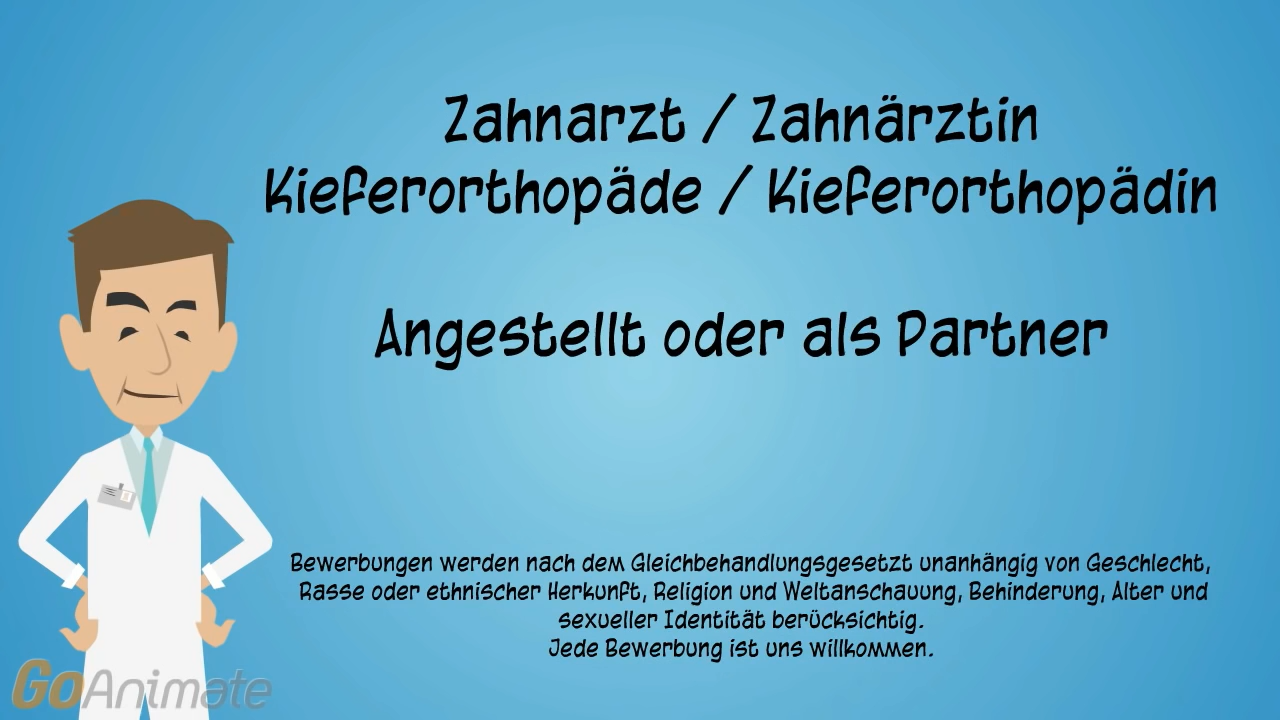 Zahnarzt / Zahnärztin
Kieferorthopäde / Kieferorthopädin
Angestellt oder als Partner
Bewerbungen werden nach dem Gleichbehandlungsgesetzt unanhängig von Geschlecht,
Rasse oder ethnischer Herkunft, Religion und Weltanschauung, Behinderung, Alter und
sexueller Identität berücksichtig.
Jede Bewerbung ist uns willkommen.
GoAnimate